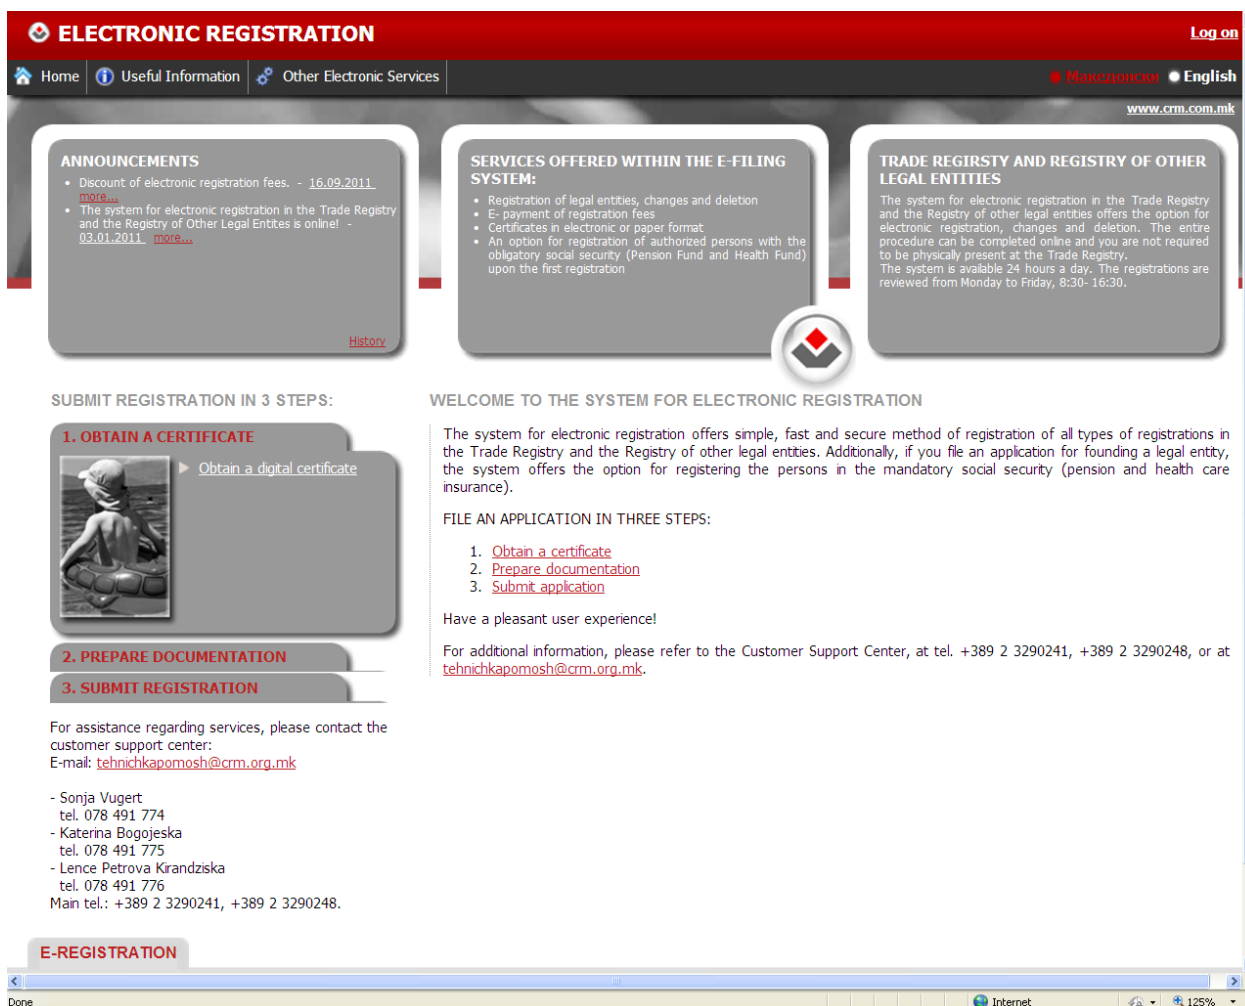 ELECTRONIC REGISTRATION
Log on
Home
Useful Information
Other Electronic Services
Македонски
English
www.crm.com.mk
ANNOUNCEMENTS
• Discount of electronic registration fees. - 16.09.2011
more...
• The system for electronic registration in the Trade Registry
and the Registry of Other Legal Entites is online! -
03.01.2011 more...
History
SERVICES OFFERED WITHIN THE E-FILING
SYSTEM:
• Registration of legal entities, changes and deletion
• E- payment of registration fees
• Certificates in electronic or paper format
• An option for registration of authorized persons with the
obligatory social security (Pension Fund and Health Fund)
upon the first registration
TRADE REGIRSTY AND REGISTRY OF OTHER
LEGAL ENTITIES
The system for electronic registration in the Trade Registry
and the Registry of other legal entities offers the option for
electronic registration, changes and deletion. The entire
procedure can be completed online and you are not required
to be physically present at the Trade Registry.
The system is available 24 hours a day. The registrations are
reviewed from Monday to Friday, 8:30- 16:30.
SUBMIT REGISTRATION IN 3 STEPS:
1. OBTAIN A CERTIFICATE
Obtain a digital certificate
2. PREPARE DOCUMENTATION
3. SUBMIT REGISTRATION
For assistance regarding services, please contact the
customer support center:
E-mail: tehnichkapomosh@crm.org.mk
- Sonja Vugert
tel. 078 491 774
- Katerina Bogojeska
tel. 078 491 775
- Lence Petrova Kirandziska
tel. 078 491 776
Main tel.: +389 2 3290241, +389 2 3290248.
WELCOME TO THE SYSTEM FOR ELECTRONIC REGISTRATION
The system for electronic registration offers simple, fast and secure method of registration of all types of registrations in
the Trade Registry and the Registry of other legal entities. Additionally, if you file an application for founding a legal entity,
the system offers the option for registering the persons in the mandatory social security (pension and health care
insurance).
FILE AN APPLICATION IN THREE STEPS:
1. Obtain a certificate
2. Prepare documentation
3. Submit application
Have a pleasant user experience!
For additional information, please refer to the Customer Support Center, at tel. +389 2 3290241, +389 2 3290248, or at
tehnichkapomosh@crm.org.mk.
E-REGISTRATION
Done
Internet
125%